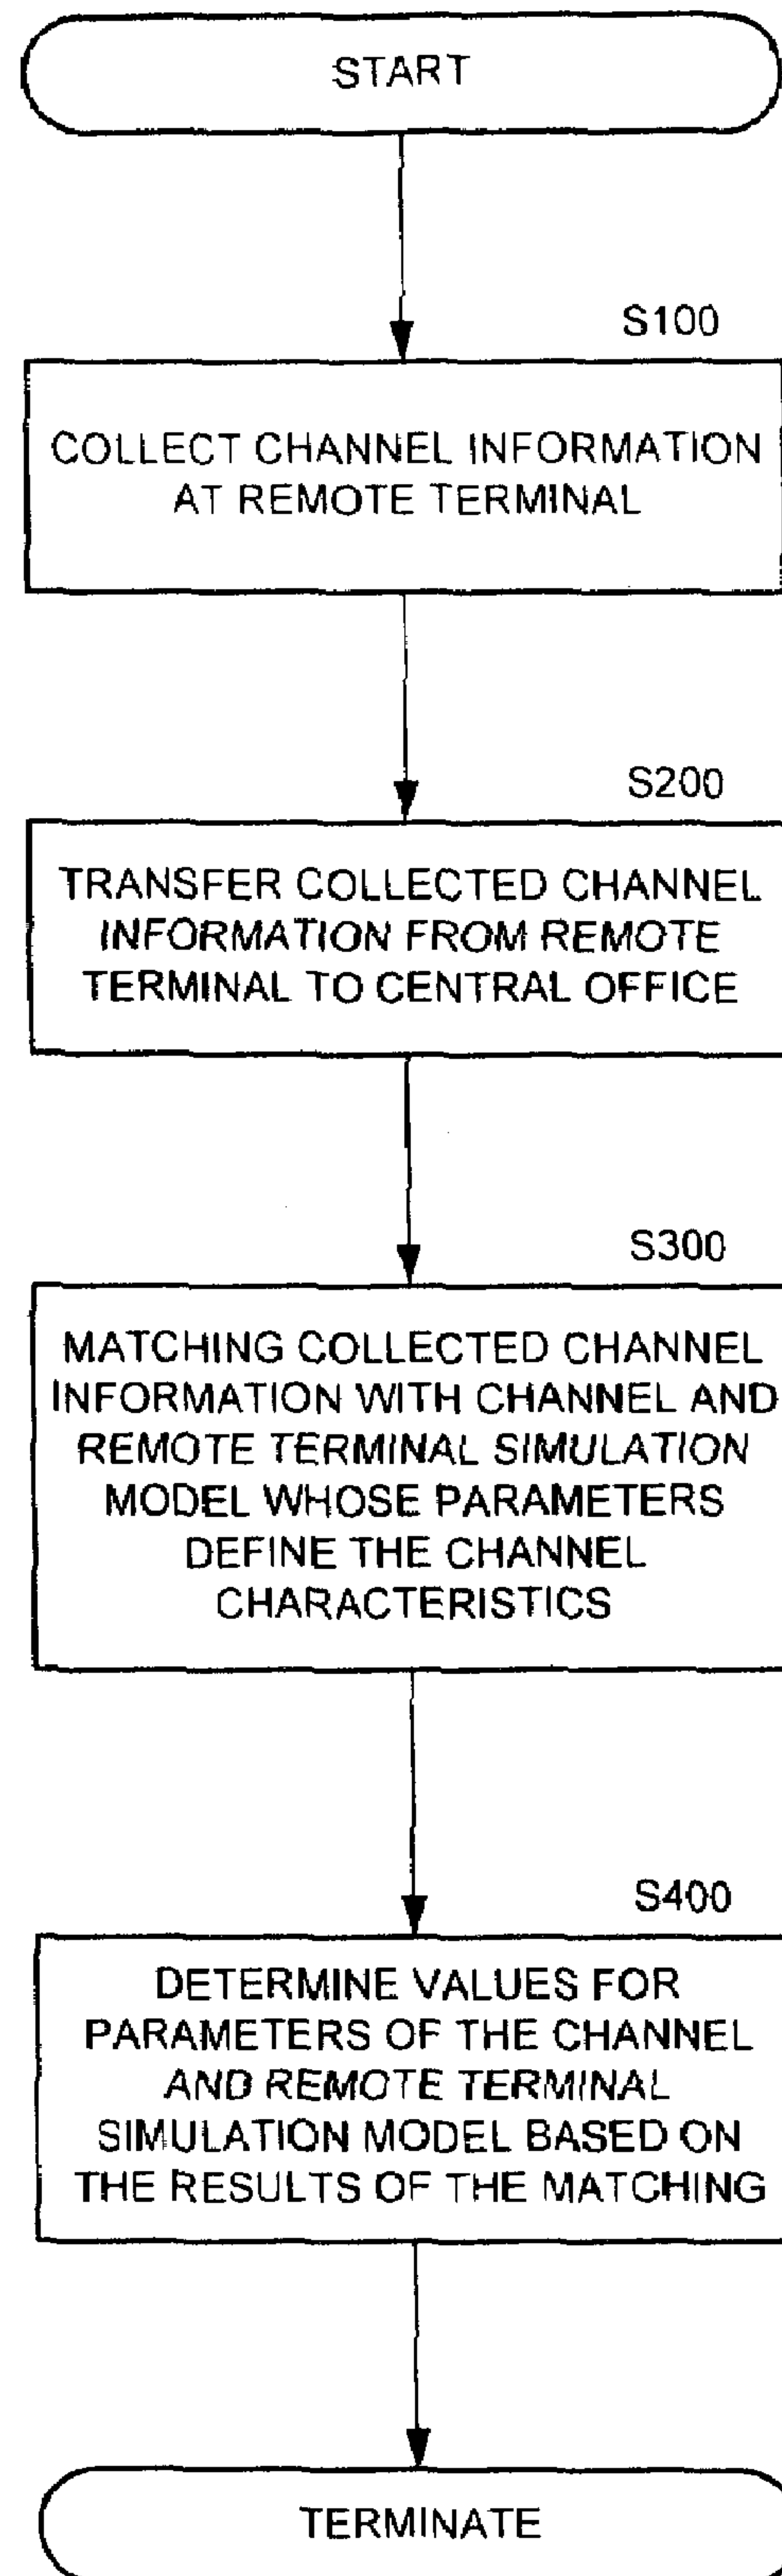 START
S100
COLLECT CHANNEL INFORMATION
AT REMOTE TERMINAL
S200
TRANSFER COLLECTED CHANNEL
INFORMATION FROM REMOTE
TERMINAL TO CENTRAL OFFICE
S300
MATCHING COLLECTED CHANNEL
INFORMATION WITH CHANNEL AND
REMOTE TERMINAL SIMULATION
MODEL WHOSE PARAMETERS
DEFINE THE CHANNEL
CHARACTERISTICS
S400
DETERMINE VALUES FOR
PARAMETERS OF THE CHANNEL
AND REMOTE TERMINAL
SIMULATION MODEL BASED ON
THE RESULTS OF THE MATCHING
TERMINATE